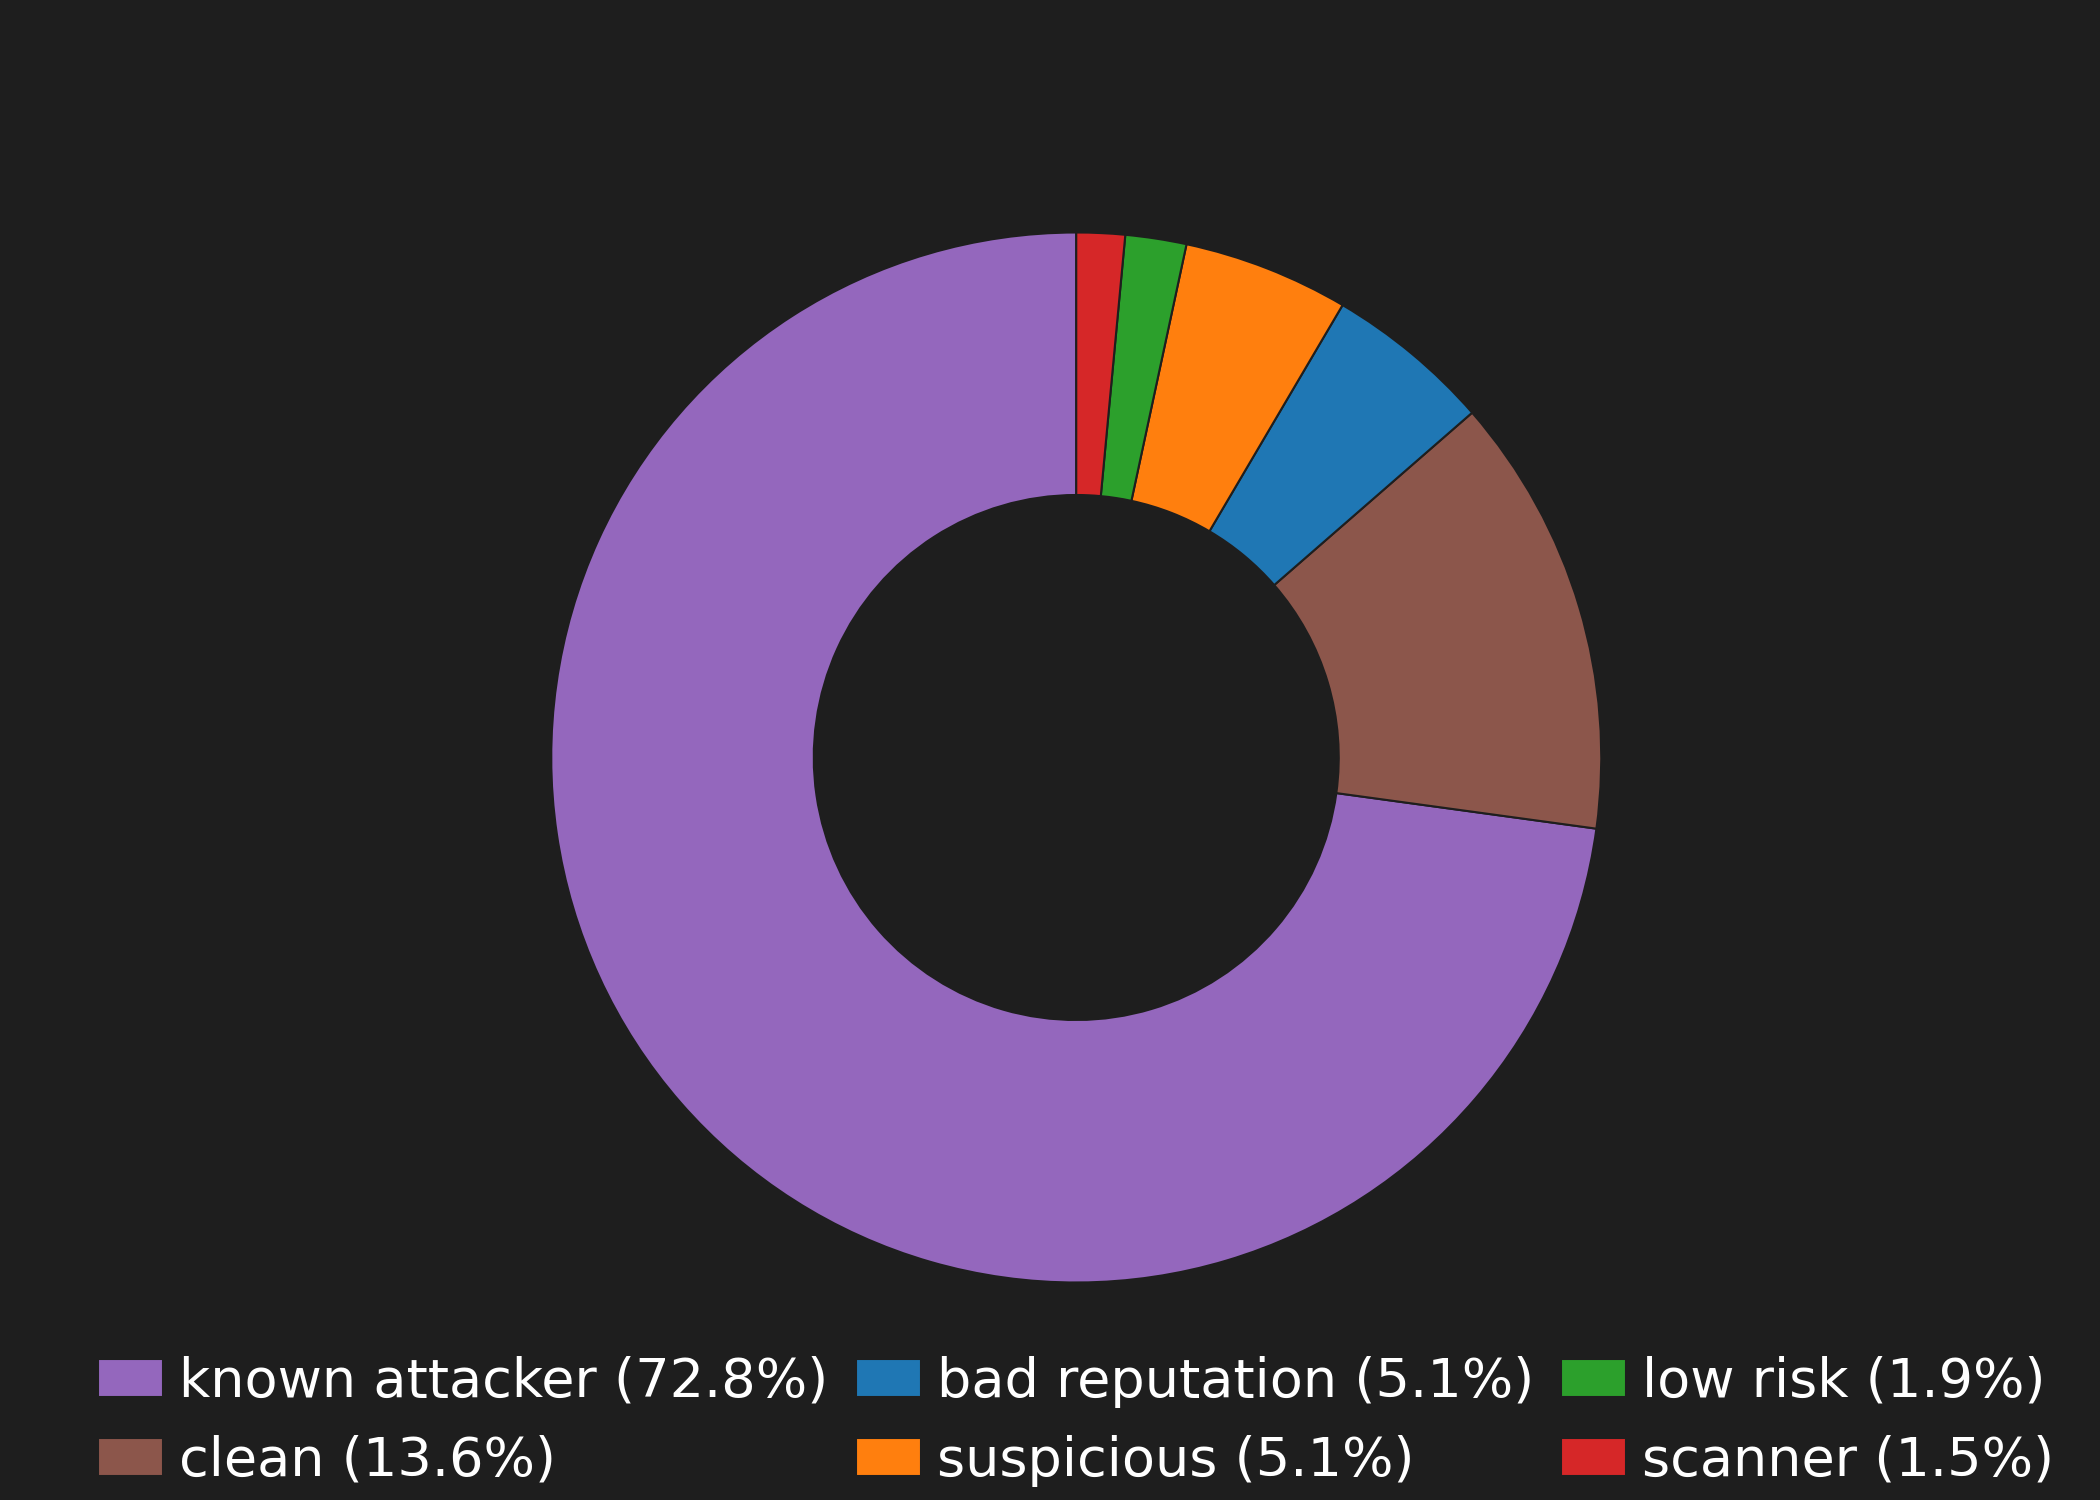 known attacker (72.8%) bad reputation (5.1%) low risk (1.9%)
clean (13.6%) suspicious (5.1%) scanner (1.5%)